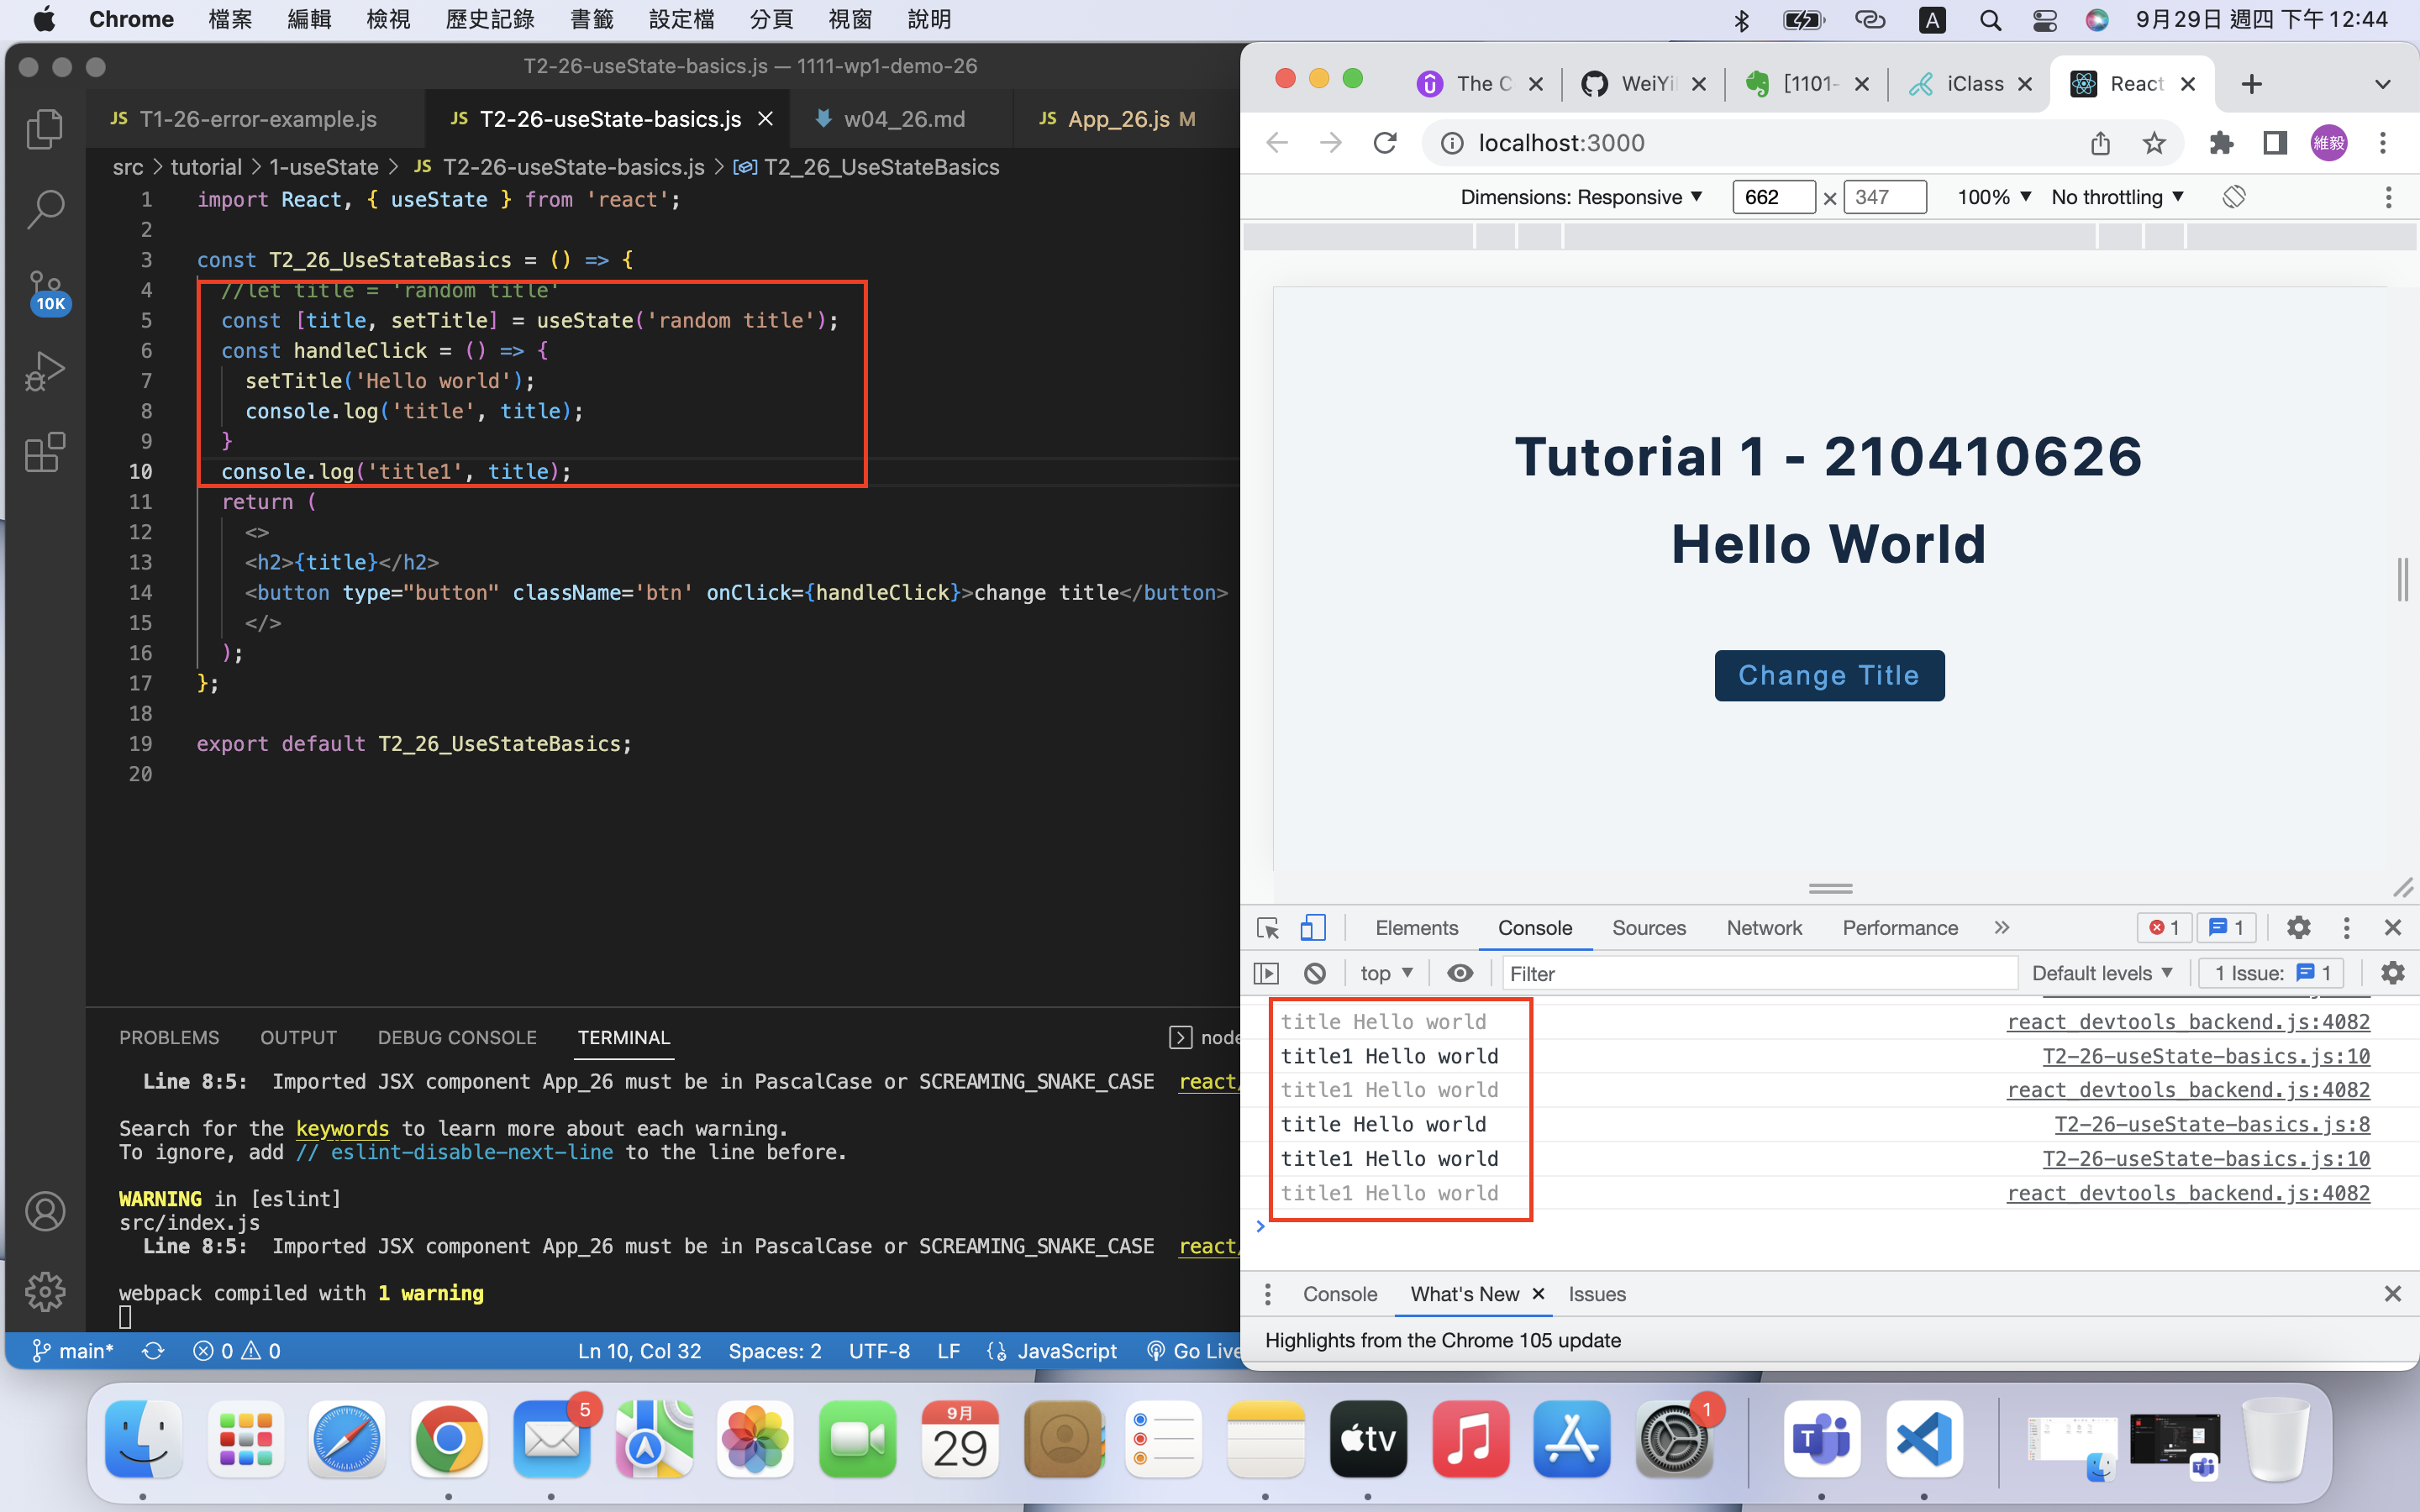 Chrome 檔案 編輯 檢視 歷史記錄 書籤 設定檔 分頁 視窗 說明
A 9月29日 週四 下午 12:44
T2-26-useState-basics.js — 1111-wp1-demo-26
JS T1-26-error-example.js JS T2-26-useState-basics.js w04_26.md JS App_26.js M
src > tutorial > 1-useState > JS T2-26-useState-basics.js > T2_26_UseStateBasics
1 import React, { useState } from 'react';
2
3 const T2_26_UseStateBasics = () => {
4 //let title = 'random title'
5 const [title, setTitle] = useState('random title');
6 const handleClick = () => {
7 setTitle('Hello world');
8 console.log('title', title);
9 }
10 console.log('title1', title);
11 return (
12 <>
13 <h2>{title}</h2>
14 <button type="button" className='btn' onClick={handleClick}>change title</button>
15 </>
16 );
17 };
18
19 export default T2_26_UseStateBasics;
20
10K
PROBLEMS OUTPUT DEBUG CONSOLE TERMINAL node
Line 8:5: Imported JSX component App_26 must be in PascalCase or SCREAMING_SNAKE_CASE react/
Search for the keywords to learn more about each warning.
To ignore, add // eslint-disable-next-line to the line before.
WARNING in [eslint]
src/index.js
Line 8:5: Imported JSX component App_26 must be in PascalCase or SCREAMING_SNAKE_CASE react/
webpack compiled with 1 warning
main* 0 0 Ln 10, Col 32 Spaces: 2 UTF-8 LF JavaScript Go Live
The C WeiYi [1101- iClass React
localhost:3000 維毅
Dimensions: Responsive 662 × 347 100% No throttling
Tutorial 1 - 210410626
Hello World
Change Title
Elements Console Sources Network Performance » 1 1
top Filter Default levels 1 Issue: 1
title Hello world react_devtools_backend.js:4082
title1 Hello world T2-26-useState-basics.js:10
title1 Hello world react_devtools_backend.js:4082
title Hello world T2-26-useState-basics.js:8
title1 Hello world T2-26-useState-basics.js:10
title1 Hello world react_devtools_backend.js:4082
Console What's New Issues
Highlights from the Chrome 105 update
5 9月 29 tv 1